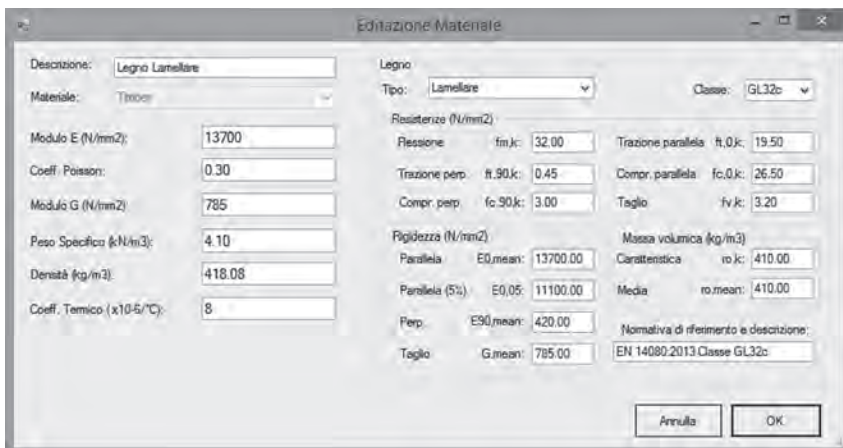 Editazione Materiale
Descrizione: Legno Lamellare
Materiale: Timber
Modulo E (N/mm2): 13700
Coeff. Poisson: 0.30
Modulo G (N/mm2) 785
Peso Specifico (kN/m3): 4.10
Densità (kg/m3): 418.08
Coeff. Termico (x10-6/°C): 8
Legno
Tipo: Lamellare Classe: GL32c
Resistenze (N/mm2)
Flessione fm,k: 32.00 Trazione parallela ft,0,k: 19.50
Trazione perp. ft.90,k: 0.45 Compr. parallela fc,0,k: 26.50
Compr. perp. fc.90,k: 3.00 Taglio fv.k: 3.20
Rigidezza (N/mm2) Massa volumica (kg/m3)
Parallela E0,mean: 13700.00 Caratteristica ro.k: 410.00
Parallela (5%) E0,05: 11100.00 Media ro.mean: 410.00
Perp. E90,mean: 420.00
Taglio G.mean: 785.00
Normativa di riferimento e descrizione:
EN 14080:2013 Classe GL32c
Annulla OK